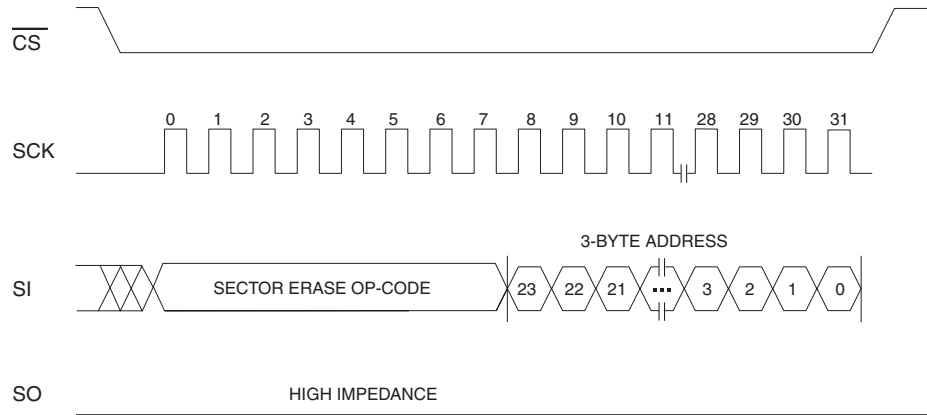 CS
SCK
0 1 2 3 4 5 6 7 8 9 10 11 28 29 30 31
3-BYTE ADDRESS
SI
SECTOR ERASE OP-CODE 23 22 21 ... 3 2 1 0
SO
HIGH IMPEDANCE